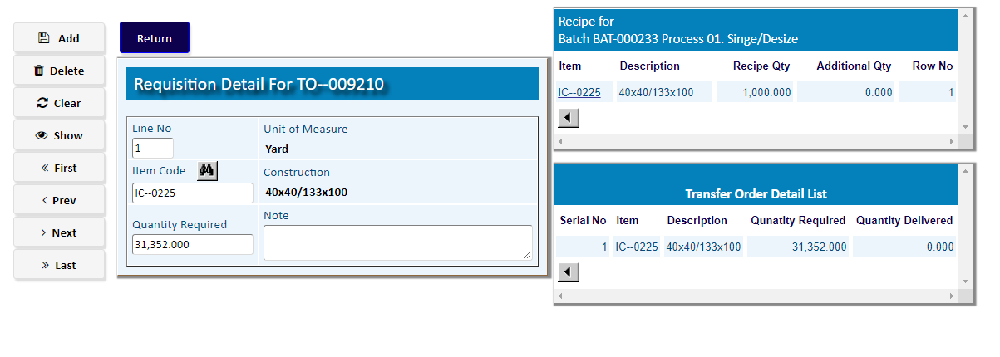 Add
Delete
Clear
Show
First
Prev
Next
Last
Return
Requisition Detail For TO--009210
Line No
1
Unit of Measure
Yard
Item Code
IC--0225
Construction
40x40/133x100
Quantity Required
31,352.000
Note
Recipe for
Batch BAT-000233 Process 01. Singe/Desize
Item Description Recipe Qty Additional Qty Row No
IC--0225 40x40/133x100 1,000.000 0.000 1
Transfer Order Detail List
Serial No Item Description Qunatity Required Quantity Delivered
1 IC--0225 40x40/133x100 31,352.000 0.000